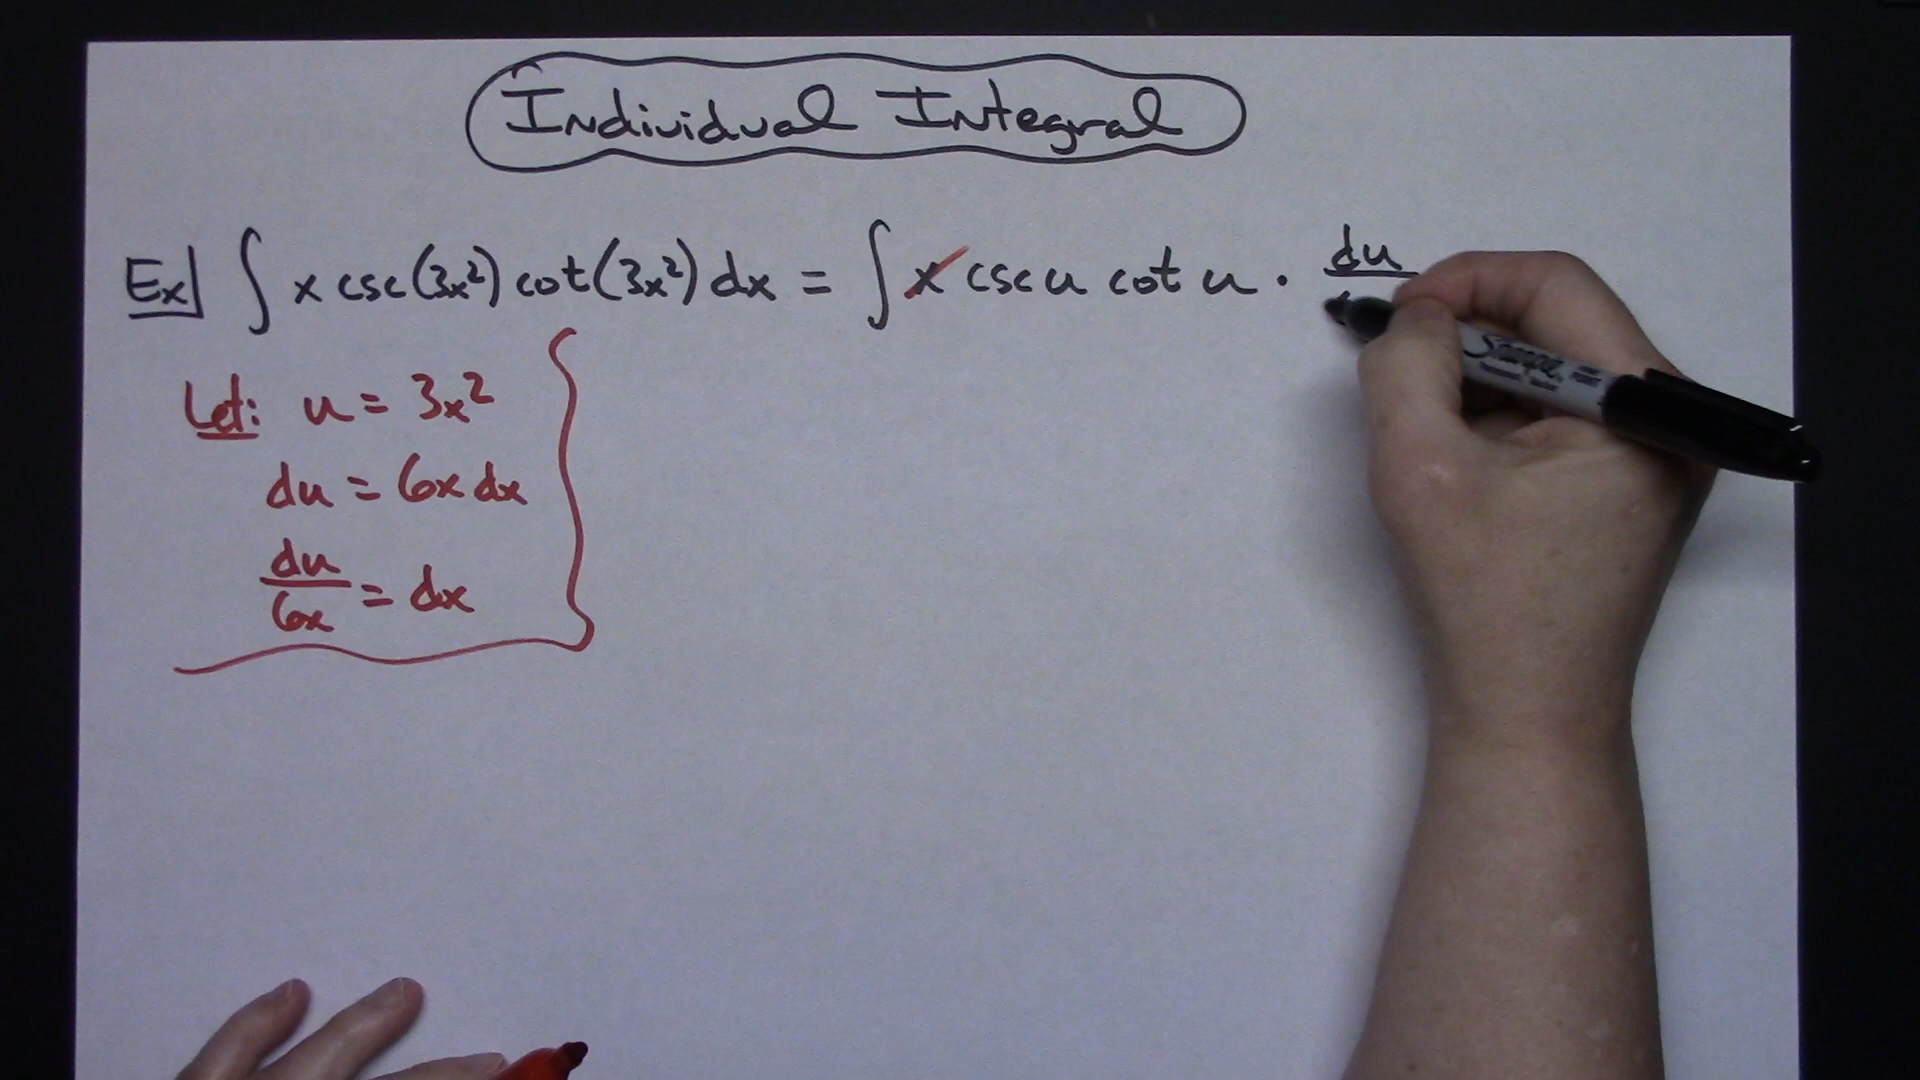 Individual Integral
Ex| ∫ x csc(3x²) cot(3x²) dx = ∫ x csc u cot u · du
Let: u = 3x²
du = 6x dx
du/6x = dx
Sharpie